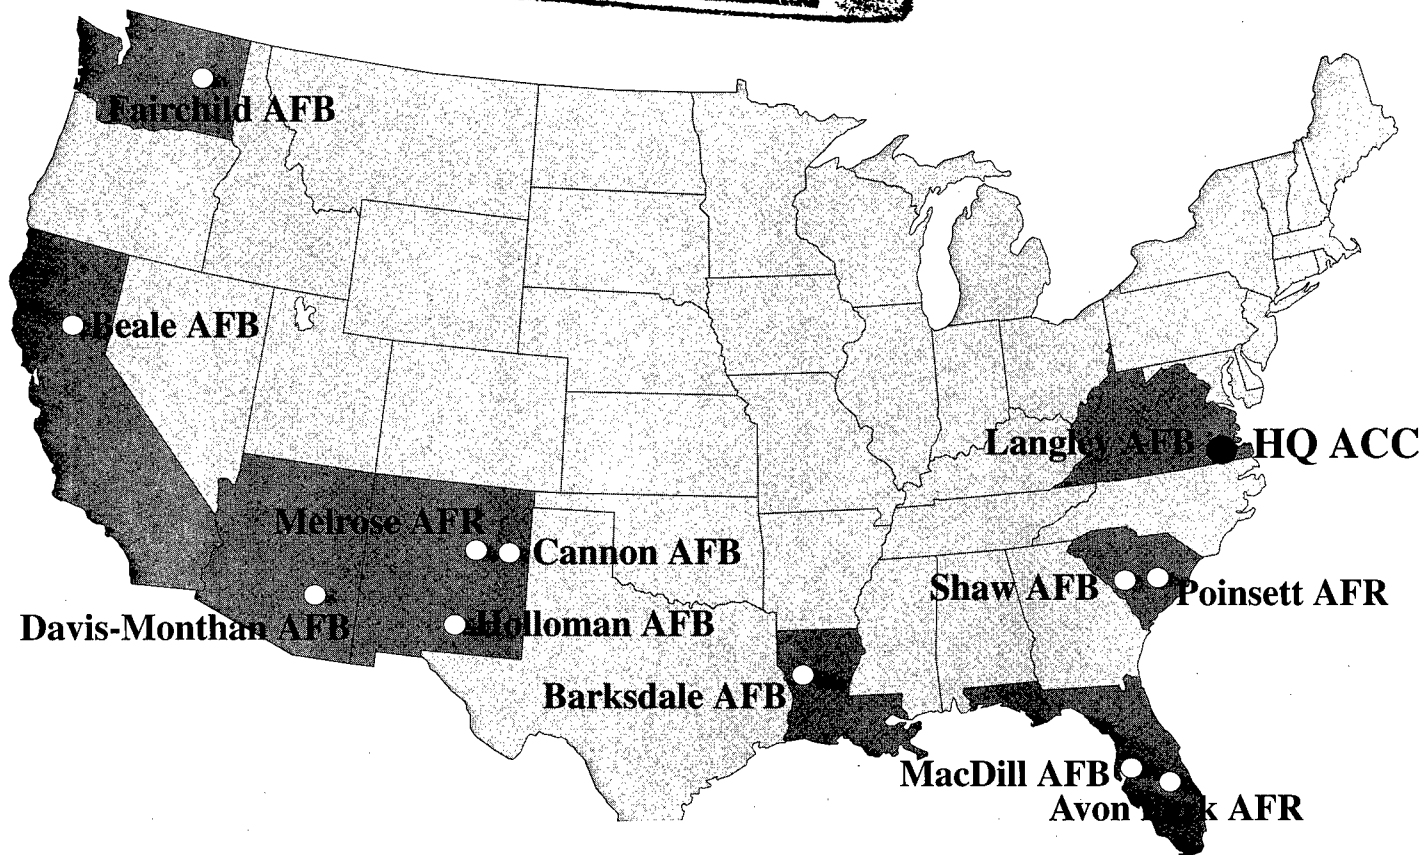 Fairchild AFB
Beale AFB
Langley AFB
HQ ACC
Melrose AFR
Cannon AFB
Shaw AFB
Poinsett AFR
Davis-Monthan AFB
Holloman AFB
Barksdale AFB
MacDill AFB
Avon Park AFR